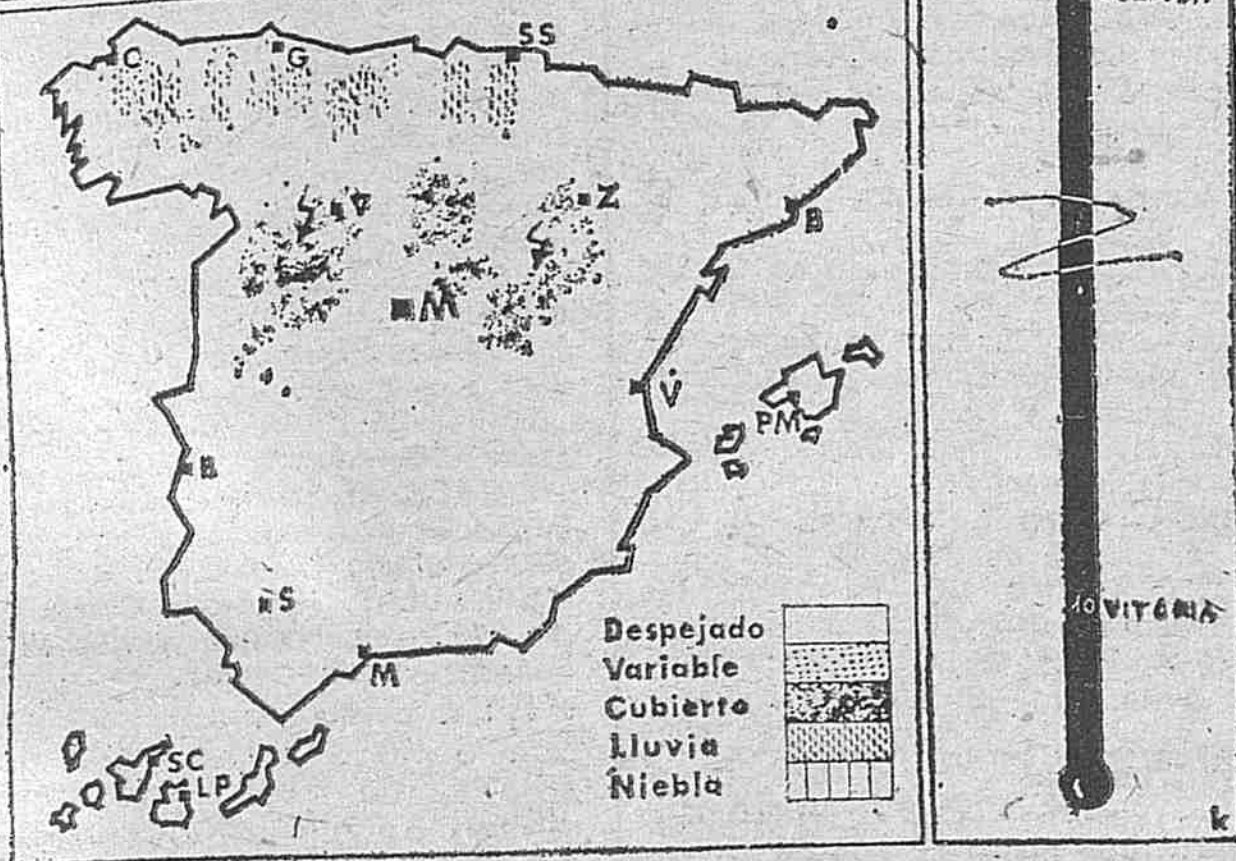 SS
C
G
V
Z
B
M
V
PM
B
S
M
SC
LP
Despejado
Variable
Cubierto
Lluvia
Niebla
10 VITORIA
k